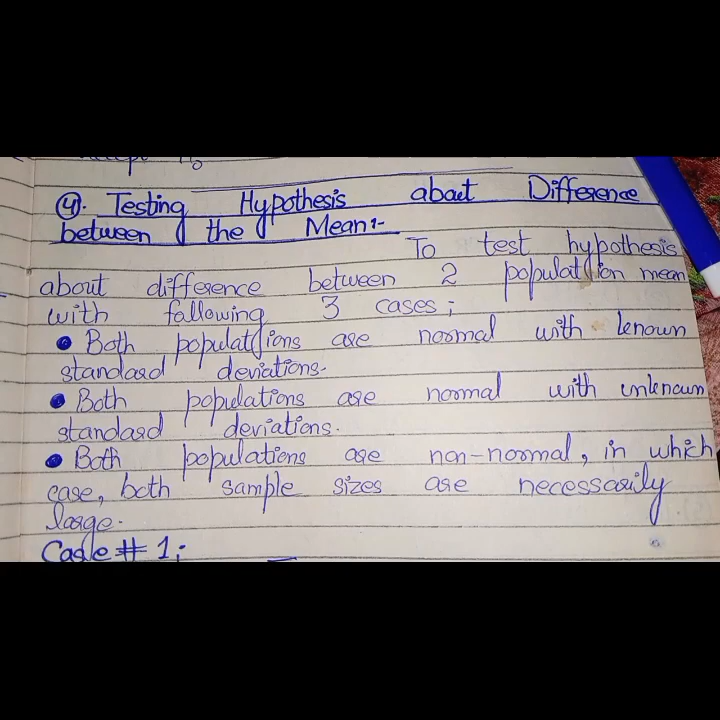 ④. Testing Hypothesis about Difference
between the Mean:-
To test hypothesis
about difference between 2 population mean
with following 3 cases;
• Both populations are normal with known
standard deviations.
• Both populations are normal with unknown
standard deviations.
• Both populations are non-normal, in which
case, both sample sizes are necessarily
large.
Case # 1;